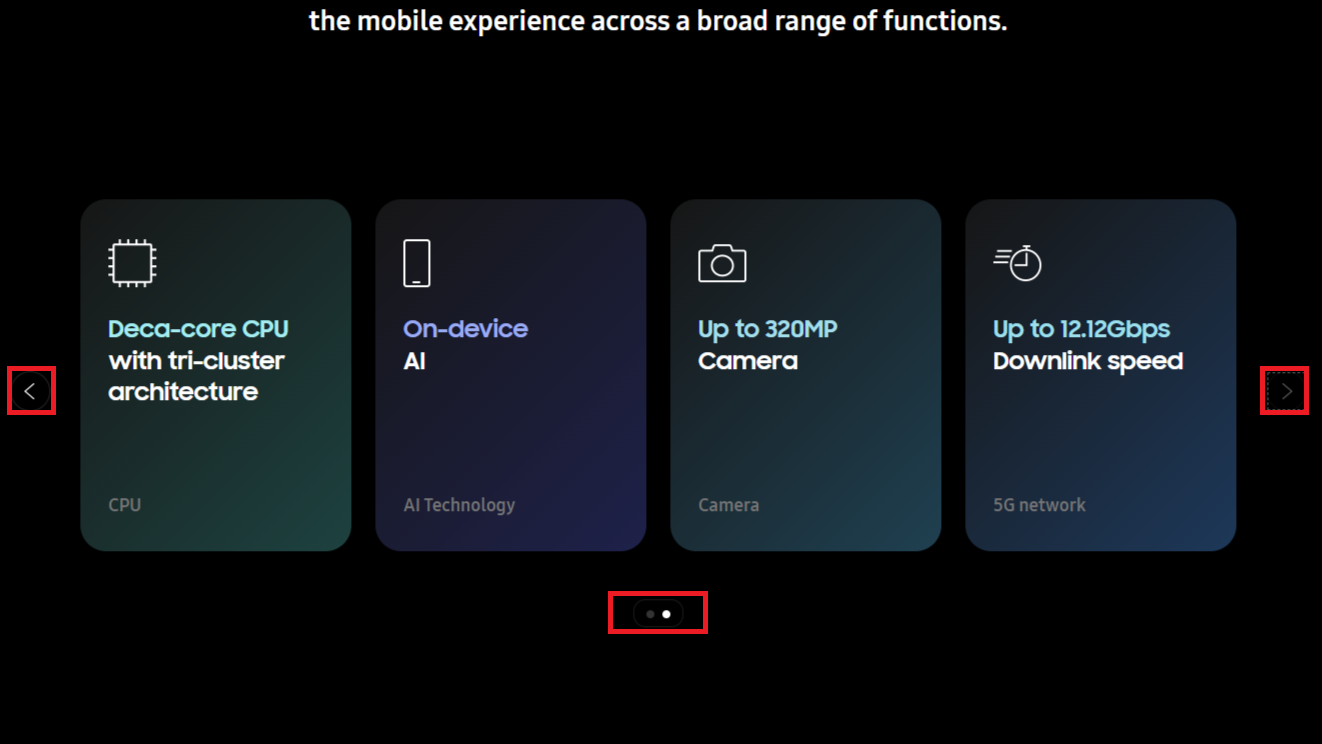 the mobile experience across a broad range of functions.
Deca-core CPU
with tri-cluster
architecture
CPU
On-device
AI
AI Technology
Up to 320MP
Camera
Camera
Up to 12.12Gbps
Downlink speed
5G network